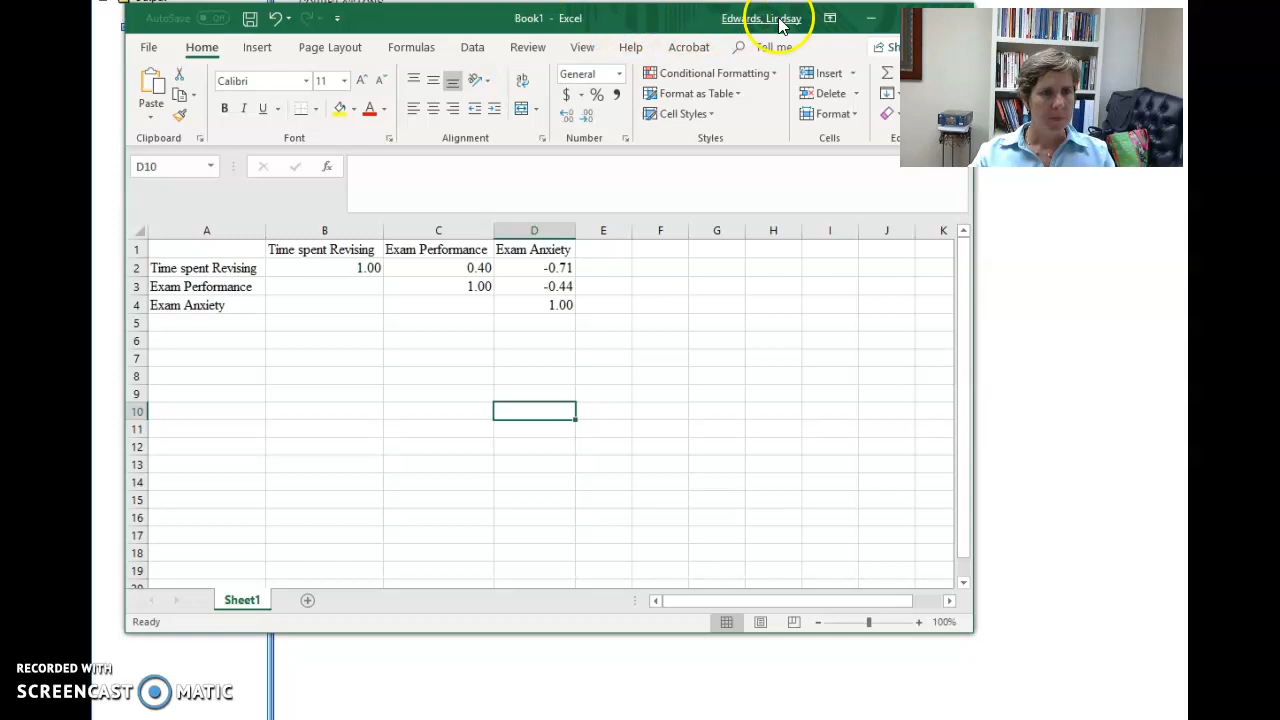 AutoSave Off
Book1 - Excel
Edwards, Lindsay
File Home Insert Page Layout Formulas Data Review View Help Acrobat Tell me
Calibri 11
General
Conditional Formatting
Insert
Paste
Format as Table
Delete
B I U
$ % ,
Cell Styles
Format
Clipboard Font Alignment Number Styles Cells
D10 fx
A B C D E F G H I J K
1 Time spent Revising Exam Performance Exam Anxiety
2 Time spent Revising 1.00 0.40 -0.71
3 Exam Performance 1.00 -0.44
4 Exam Anxiety 1.00
5
6
7
8
9
10
11
12
13
14
15
16
17
18
19
Sheet1
Ready 100%
RECORDED WITH
SCREENCAST MATIC